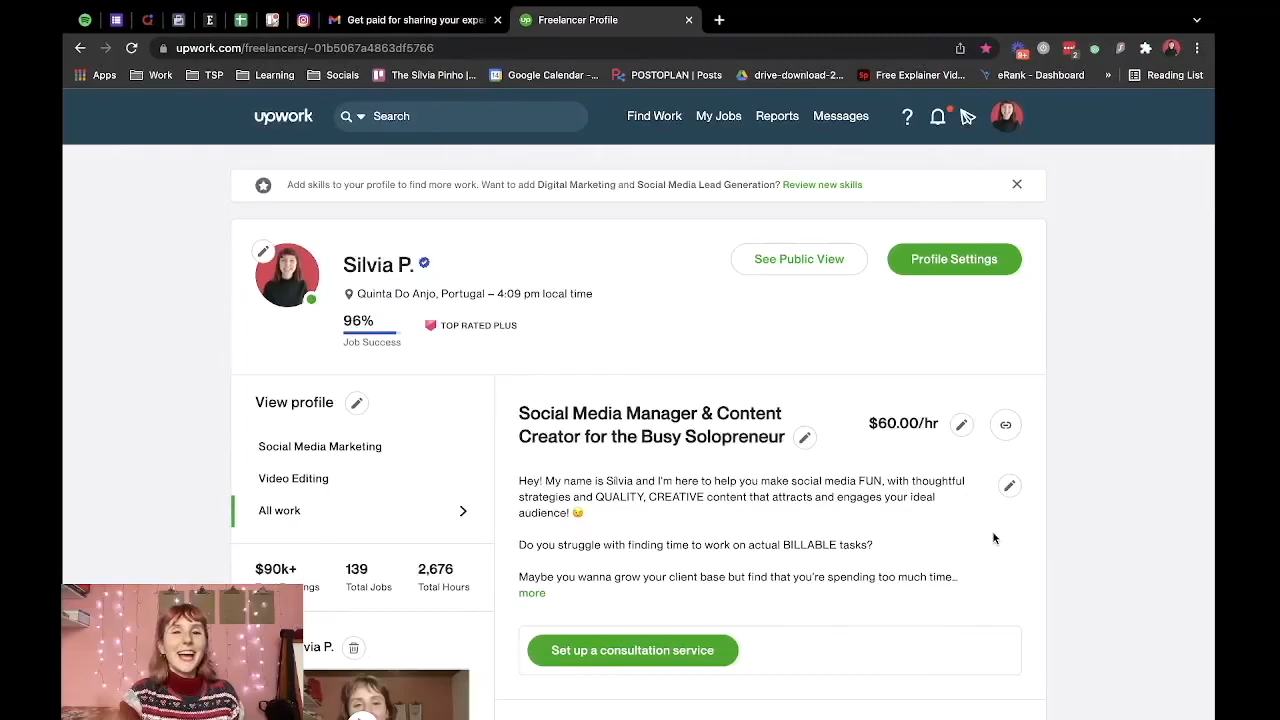 Get paid for sharing your expe
Freelancer Profile
upwork.com/freelancers/~01b5067a4863df5766
9+
2
Apps
Work
TSP
Learning
Socials
The Sílvia Pinho |...
14
Google Calendar -...
POSTOPLAN | Posts
drive-download-2...
Sp
Free Explainer Vid...
eRank - Dashboard
»
Reading List
upwork
Search
Find Work
My Jobs
Reports
Messages
?
Add skills to your profile to find more work. Want to add Digital Marketing and Social Media Lead Generation? Review new skills
Silvia P.
Quinta Do Anjo, Portugal – 4:09 pm local time
96%
TOP RATED PLUS
Job Success
See Public View
Profile Settings
View profile
Social Media Marketing
Video Editing
All work
$90k+
139
2,676
Total Jobs
Total Hours
via P.
Social Media Manager & Content
Creator for the Busy Solopreneur
$60.00/hr
Hey! My name is Silvia and I'm here to help you make social media FUN, with thoughtful
strategies and QUALITY, CREATIVE content that attracts and engages your ideal
audience! 😉
Do you struggle with finding time to work on actual BILLABLE tasks?
Maybe you wanna grow your client base but find that you're spending too much time...
more
Set up a consultation service